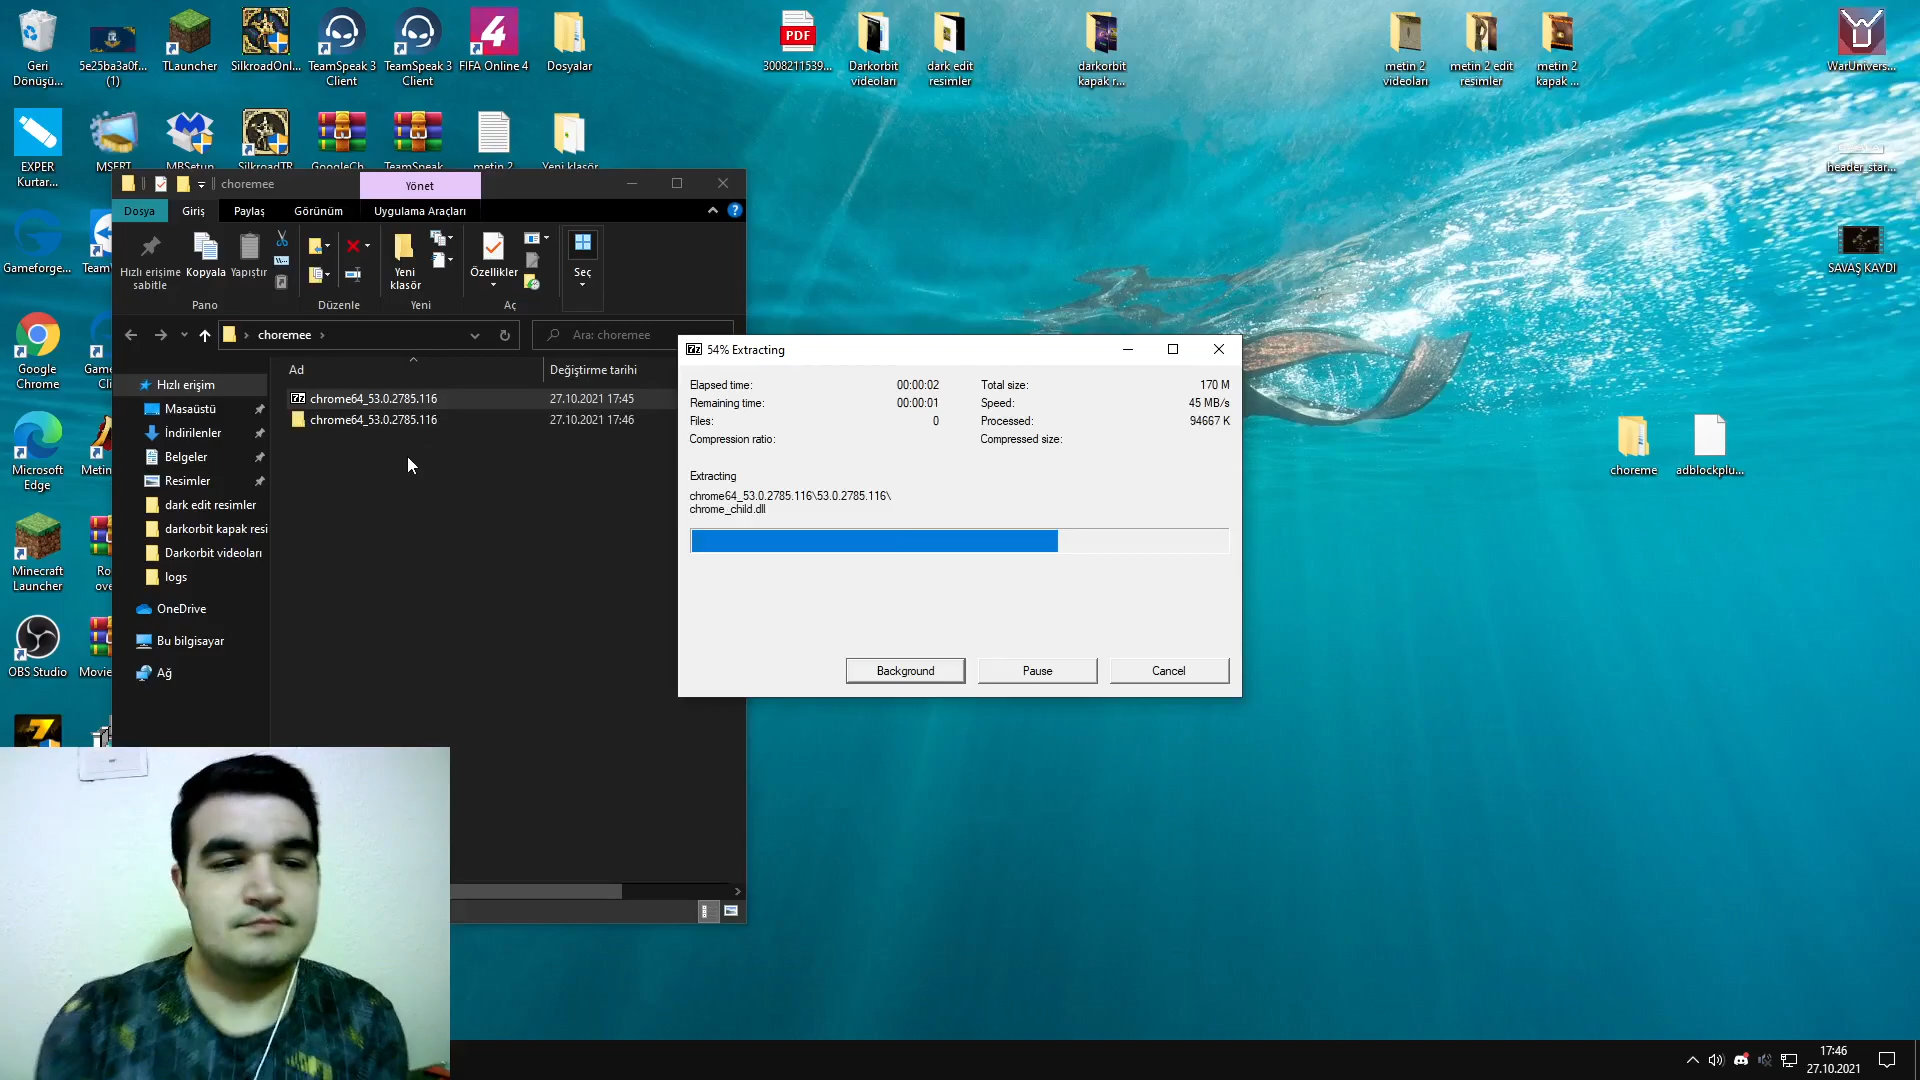 Geri
Dönüşü...
5e25ba3a0f...
(1)
TLauncher
SilkroadOnl...
TeamSpeak 3
Client
TeamSpeak 3
Client
FIFA Online 4
Dosyalar
PDF
3008211539...
Darkorbit
videoları
dark edit
resimler
darkorbit
kapak r...
metin 2
videoları
metin 2 edit
resimler
metin 2
kapak ...
WarUnivers...
EXPER
Kurtar...
MSERT
MBSetup
SilkroadTR
GoogleCh...
TeamSpeak
metin 2
Yeni klasör
header_star...
Gameforge...
SAVAŞ KAYDI
Google
Chrome
Microsoft
Edge
Metin
Minecraft
Launcher
OBS Studio
Movie
choreme
adblockplu...
choremee
Yönet
Dosya
Giriş
Paylaş
Görünüm
Uygulama Araçları
Hızlı erişime
sabitle
Kopyala
Yapıştır
Yeni
klasör
Özellikler
Seç
Pano
Düzenle
Yeni
Aç
choremee
Ara: choremee
Ad
Değiştirme tarihi
chrome64_53.0.2785.116
27.10.2021 17:45
chrome64_53.0.2785.116
27.10.2021 17:46
Hızlı erişim
Masaüstü
İndirilenler
Belgeler
Resimler
dark edit resimler
darkorbit kapak resi
Darkorbit videoları
logs
OneDrive
Bu bilgisayar
Ağ
54% Extracting
Elapsed time: 00:00:02
Total size: 170 M
Remaining time: 00:00:01
Speed: 45 MB/s
Files: 0
Processed: 94667 K
Compression ratio:
Compressed size:
Extracting
chrome64_53.0.2785.116\53.0.2785.116\
chrome_child.dll
Background
Pause
Cancel
17:46
27.10.2021